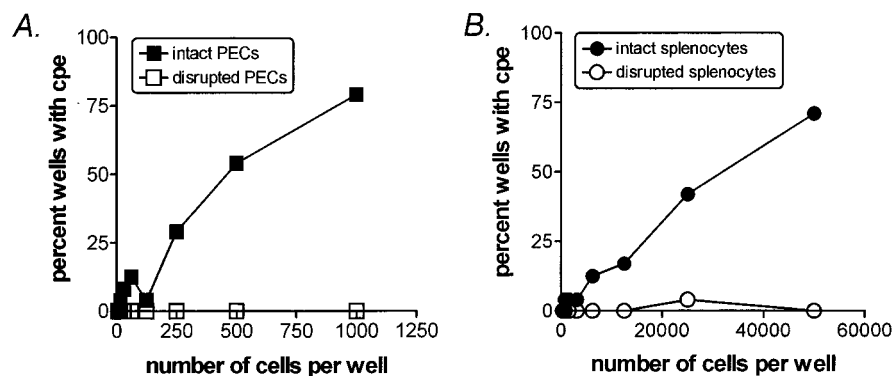 A.
100
75
50
25
0
percent wells with cpe
intact PECs
disrupted PECs
0 250 500 750 1000 1250
number of cells per well
B.
100
75
50
25
0
percent wells with cpe
intact splenocytes
disrupted splenocytes
0 20000 40000 60000
number of cells per well